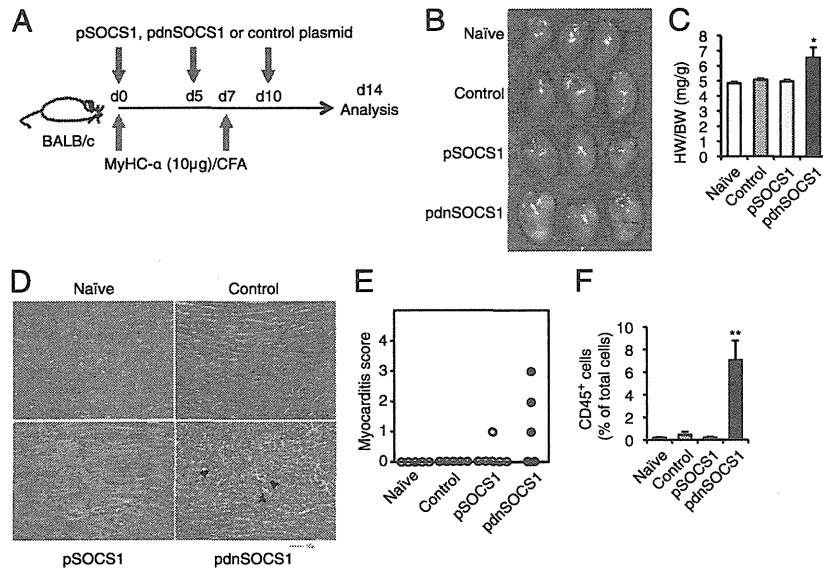 A
pSOCS1, pdnSOCS1 or control plasmid
d0
d5
d7
d10
d14
Analysis
BALB/c
MyHC-α (10μg)/CFA
B
Naïve
Control
pSOCS1
pdnSOCS1
C
HW/BW (mg/g)
9
8
7
6
5
4
3
2
1
0
*
Naïve
Control
pSOCS1
pdnSOCS1
D
Naïve
Control
pSOCS1
pdnSOCS1
E
Myocarditis score
4
3
2
1
0
Naïve
Control
pSOCS1
pdnSOCS1
F
CD45+ cells
(% of total cells)
10
8
6
4
2
0
**
Naïve
Control
pSOCS1
pdnSOCS1